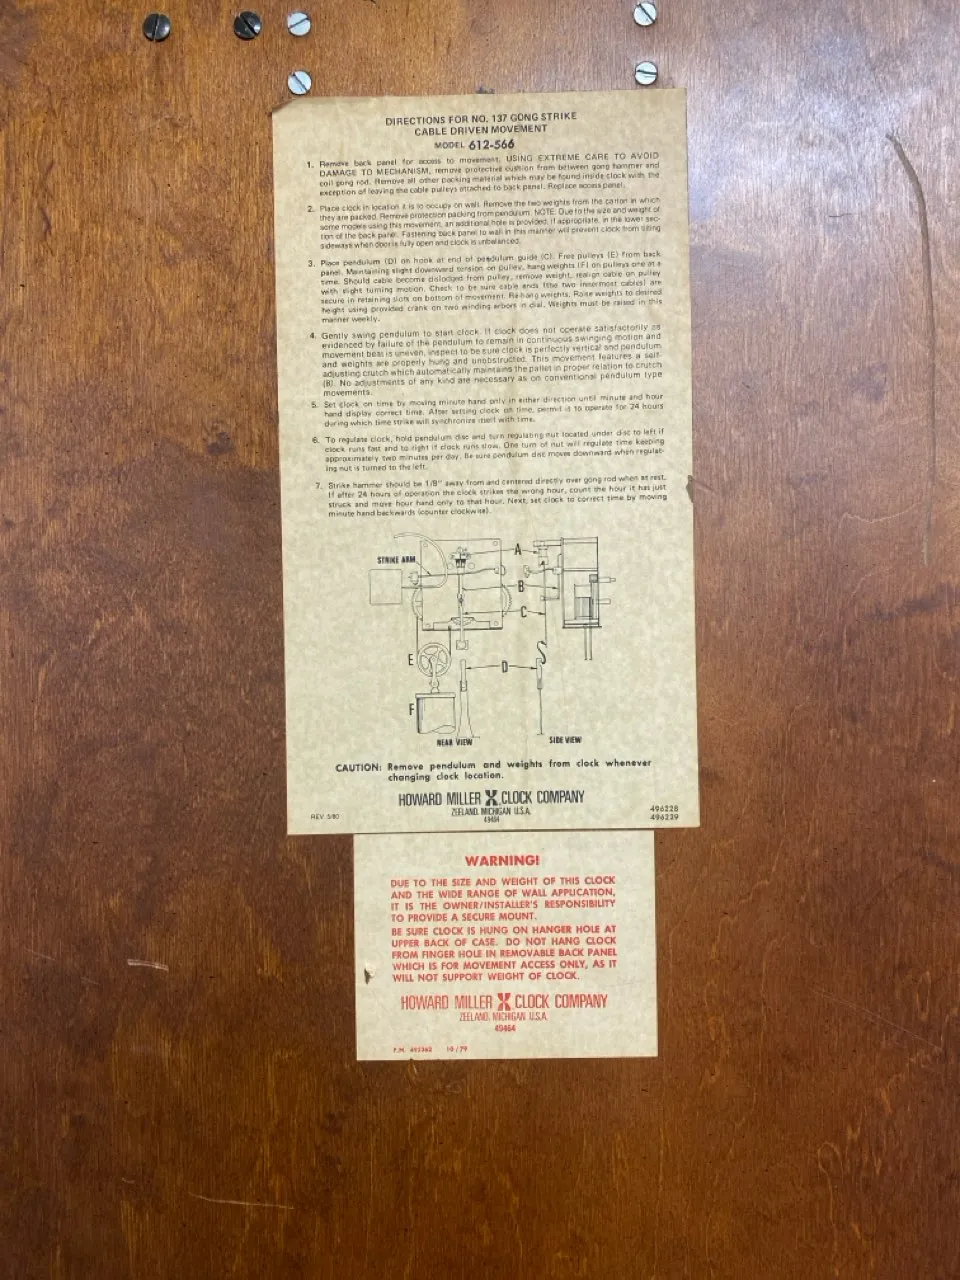 DIRECTIONS FOR NO. 137 GONG STRIKE
CABLE DRIVEN MOVEMENT
MODEL 612-566
1. Remove back panel for access to movement. USING EXTREME CARE TO AVOID
DAMAGE TO MECHANISM, remove protective cushion from between gong hammer and
coil gong rod. Remove all other packing material which may be found inside clock with the
exception of leaving the cable pulleys attached to back panel. Replace access panel.
2. Place clock in location it is to occupy on wall. Remove the two weights from the carton in which
they are packed. Remove protection packing from pendulum. NOTE: Due to the size and weight of
some models using this movement, an additional hole is provided, if appropriate, in the lower sec-
tion of the back panel. Fastening back panel to wall in this manner will prevent clock from tilting
sideways when door is fully open and clock is unbalanced.
3. Place pendulum (D) on hook at end of pendulum guide (C). Free pulleys (E) from back
panel. Maintaining slight downward tension on pulley, hang weights (F) on pulleys one at a
time. Should cable become dislodged from pulley, remove weight, realign cable on pulley
with slight turning motion. Check to be sure cable ends (the two innermost cables) are
secure in retaining slots on bottom of movement. Rehang weights. Raise weights to desired
height using provided crank on two winding arbors in dial. Weights must be raised in this
manner weekly.
4. Gently swing pendulum to start clock. If clock does not operate satisfactorily as
evidenced by failure of the pendulum to remain in continuous swinging motion and
movement beat is uneven, inspect to be sure clock is perfectly vertical and pendulum
and weights are properly hung and unobstructed. This movement features a self-
adjusting crutch which automatically maintains the pallet in proper relation to crutch
(B). No adjustments of any kind are necessary as on conventional pendulum type
movements.
5. Set clock on time by moving minute hand only in either direction until minute and hour
hand display correct time. After setting clock on time, permit it to operate for 24 hours
during which time strike will synchronize itself with time.
6. To regulate clock, hold pendulum disc and turn regulating nut located under disc to left if
clock runs fast and to right if clock runs slow. One turn of nut will regulate time keeping
approximately two minutes per day. Be sure pendulum disc moves downward when regulat-
ing nut is turned to the left.
7. Strike hammer should be 1/8" away from and centered directly over gong rod when at rest.
If after 24 hours of operation the clock strikes the wrong hour, count the hour it has just
struck and move hour hand only to that hour. Next, set clock to correct time by moving
minute hand backwards (counter clockwise).
STRIKE ARM
A
B
C
E
D
F
REAR VIEW
SIDE VIEW
CAUTION: Remove pendulum and weights from clock whenever
changing clock location.
HOWARD MILLER CLOCK COMPANY
ZEELAND, MICHIGAN U.S.A.
49464
REV 5/80
496228
496229
WARNING!
DUE TO THE SIZE AND WEIGHT OF THIS CLOCK
AND THE WIDE RANGE OF WALL APPLICATION,
IT IS THE OWNER/INSTALLER'S RESPONSIBILITY
TO PROVIDE A SECURE MOUNT.
BE SURE CLOCK IS HUNG ON HANGER HOLE AT
UPPER BACK OF CASE. DO NOT HANG CLOCK
FROM FINGER HOLE IN REMOVABLE BACK PANEL
WHICH IS FOR MOVEMENT ACCESS ONLY, AS IT
WILL NOT SUPPORT WEIGHT OF CLOCK.
HOWARD MILLER CLOCK COMPANY
ZEELAND, MICHIGAN U.S.A.
49464
10/79